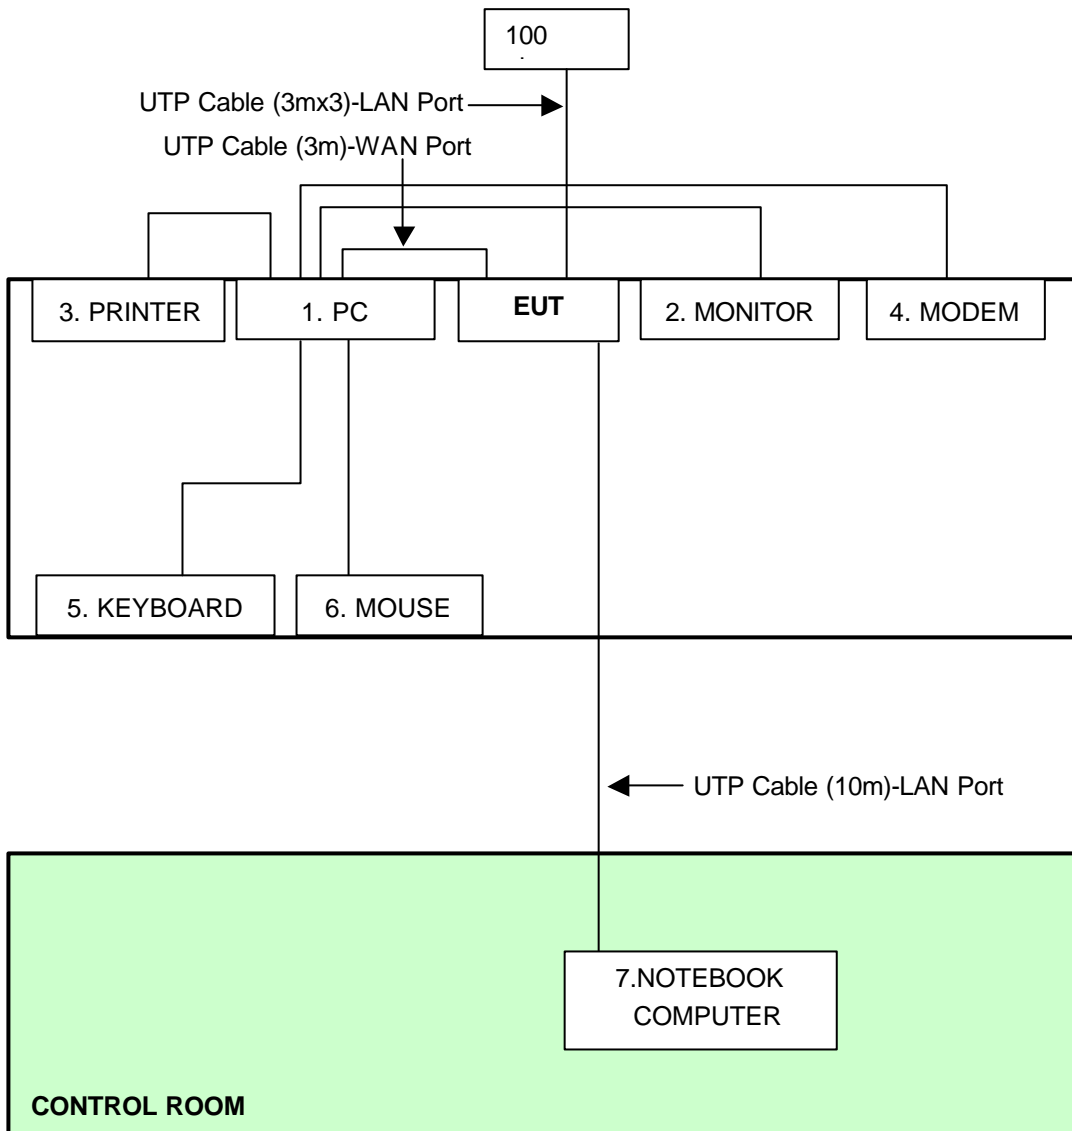 100
UTP Cable (3mx3)-LAN Port
UTP Cable (3m)-WAN Port
3. PRINTER
1. PC
EUT
2. MONITOR
4. MODEM
5. KEYBOARD
6. MOUSE
UTP Cable (10m)-LAN Port
7.NOTEBOOK
COMPUTER
CONTROL ROOM